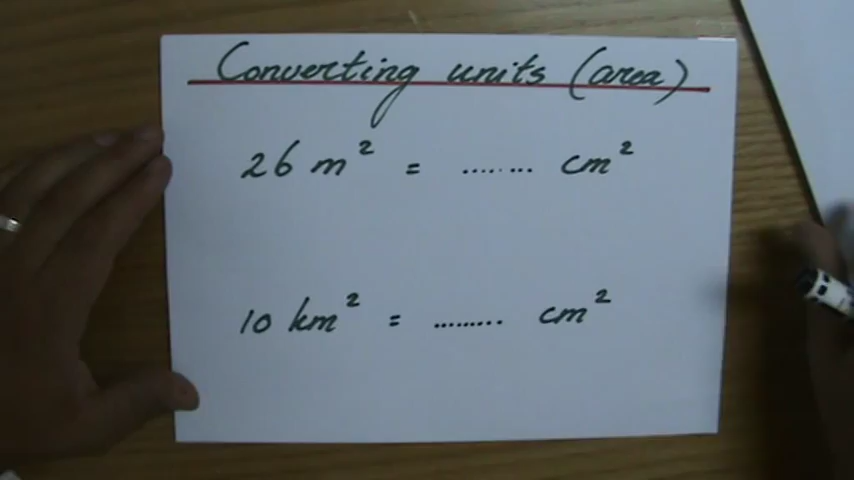 Converting units (area)
26 m² = ....... cm²
10 km² = ........ cm²